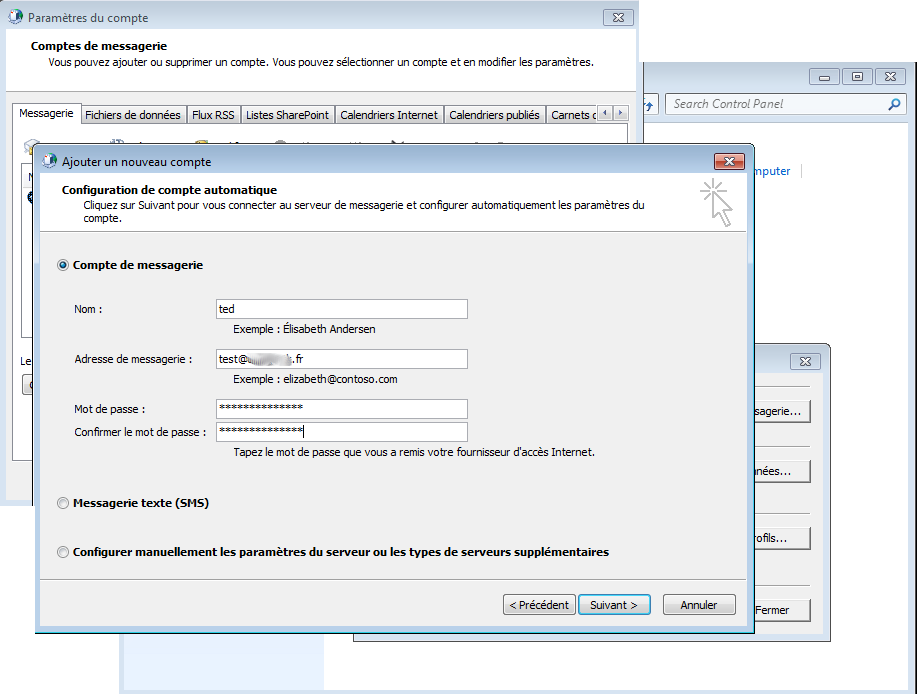 Paramètres du compte
Comptes de messagerie
Vous pouvez ajouter ou supprimer un compte. Vous pouvez sélectionner un compte et en modifier les paramètres.
Messagerie
Fichiers de données
Flux RSS
Listes SharePoint
Calendriers Internet
Calendriers publiés
Carnets
Search Control Panel
Ajouter un nouveau compte
Configuration de compte automatique
Cliquez sur Suivant pour vous connecter au serveur de messagerie et configurer automatiquement les paramètres du
compte.
Compte de messagerie
Nom :
ted
Exemple : Élisabeth Andersen
Adresse de messagerie :
test@ .fr
Exemple : elizabeth@contoso.com
Mot de passe :
**************
Confirmer le mot de passe :
**************
Tapez le mot de passe que vous a remis votre fournisseur d'accès Internet.
Messagerie texte (SMS)
Configurer manuellement les paramètres du serveur ou les types de serveurs supplémentaires
< Précédent
Suivant >
Annuler
mputer
sagerie...
nées...
ofils...
Fermer